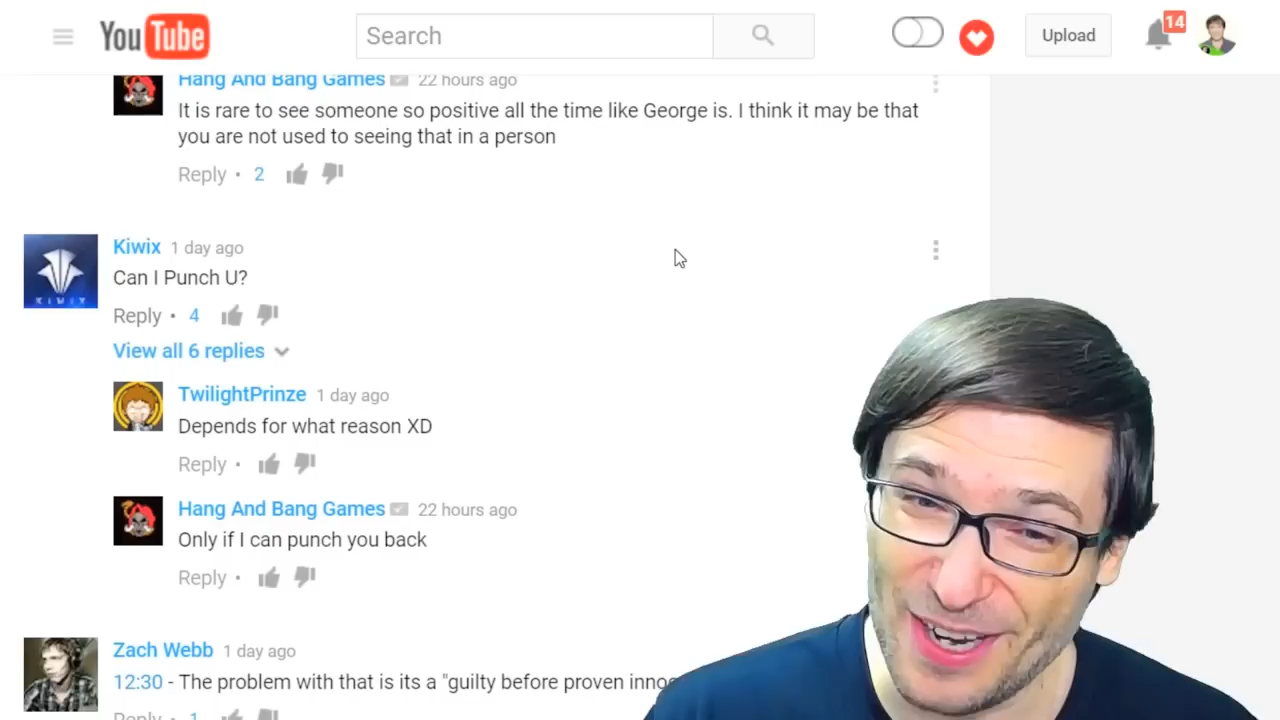 YouTube
Search
Upload
14
Hang And Bang Games 22 hours ago
It is rare to see someone so positive all the time like George is. I think it may be that
you are not used to seeing that in a person
Reply • 2
Kiwix 1 day ago
Can I Punch U?
Reply • 4
View all 6 replies
KIWIX
TwilightPrinze 1 day ago
Depends for what reason XD
Reply •
Hang And Bang Games 22 hours ago
Only if I can punch you back
Reply •
Zach Webb 1 day ago
12:30 - The problem with that is its a "guilty before proven inno
Reply • 1